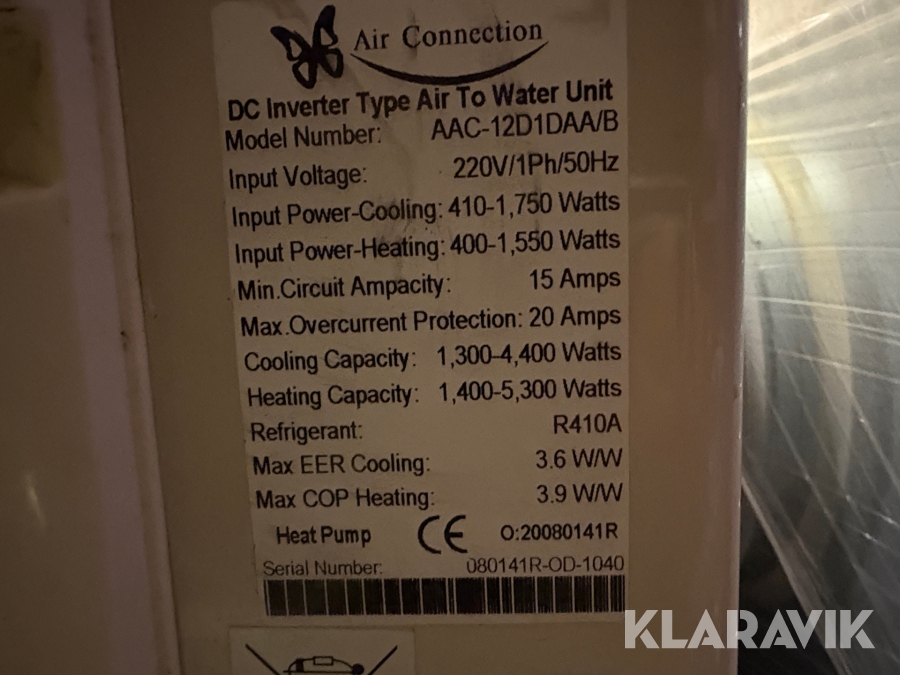 Air Connection
DC Inverter Type Air To Water Unit
Model Number: AAC-12D1DAA/B
Input Voltage: 220V/1Ph/50Hz
Input Power-Cooling: 410-1,750 Watts
Input Power-Heating: 400-1,550 Watts
Min.Circuit Ampacity: 15 Amps
Max.Overcurrent Protection: 20 Amps
Cooling Capacity: 1,300-4,400 Watts
Heating Capacity: 1,400-5,300 Watts
Refrigerant: R410A
Max EER Cooling: 3.6 W/W
Max COP Heating: 3.9 W/W
Heat Pump CE O:20080141R
Serial Number: 080141R-OD-1040
KLARAVIK